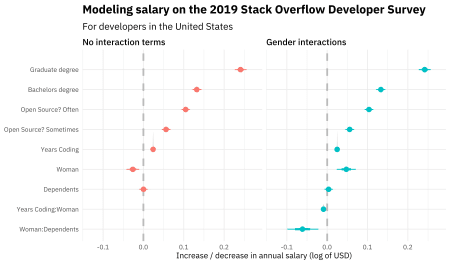 Modeling salary on the 2019 Stack Overflow Developer Survey
For developers in the United States
No interaction terms
Gender interactions
Graduate degree
Bachelors degree
Open Source? Often
Open Source? Sometimes
Years Coding
Woman
Dependents
Years Coding:Woman
Woman:Dependents
-0.1 0.0 0.1 0.2 -0.1 0.0 0.1 0.2
Increase / decrease in annual salary (log of USD)